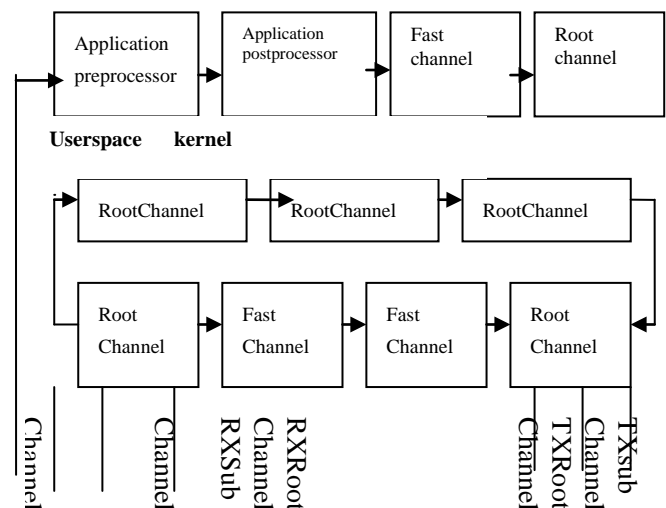 Application
preprocessor
Application
postprocessor
Fast
channel
Root
channel
Userspace kernel
RootChannel
RootChannel
RootChannel
Root
Channel
Fast
Channel
Fast
Channel
Root
Channel
Channel
Channel
RXRoot
Channel
RXSub
TXsub
Channel
TXRoot
Channel